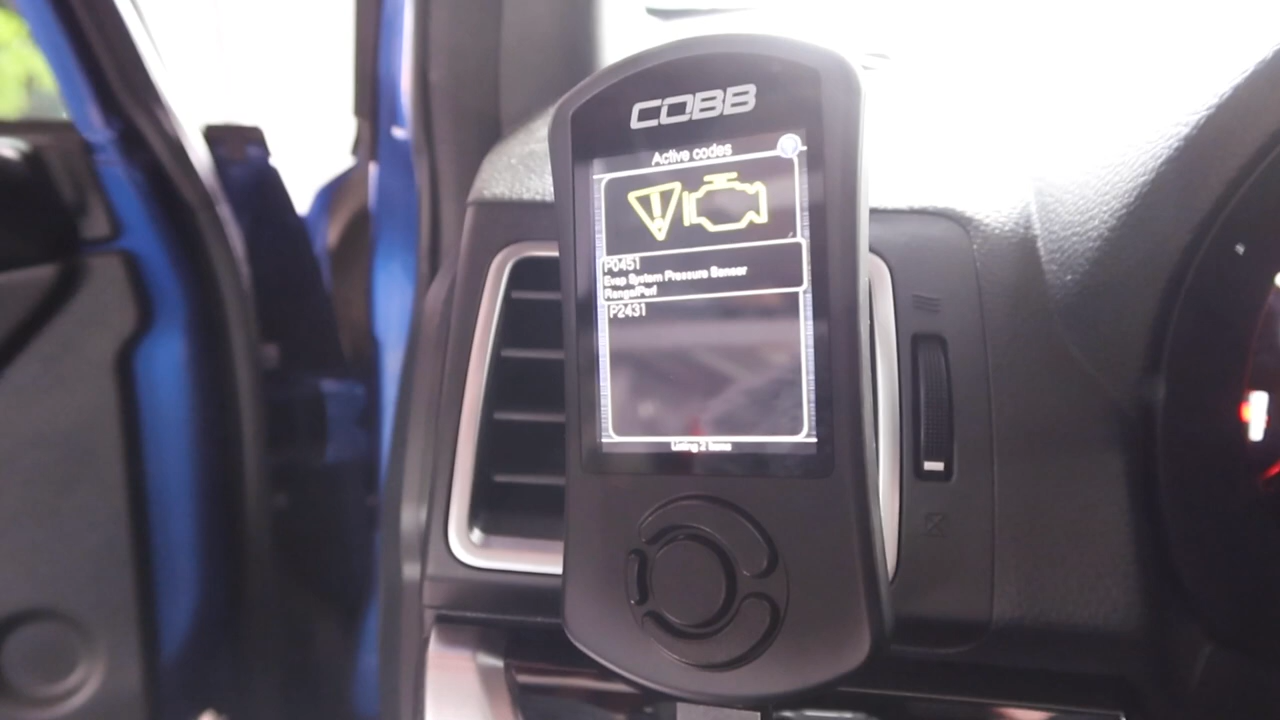 COBB
Active codes
P0451
Evap System Pressure Sensor
Range/Perf
P2431
Listing 2 items